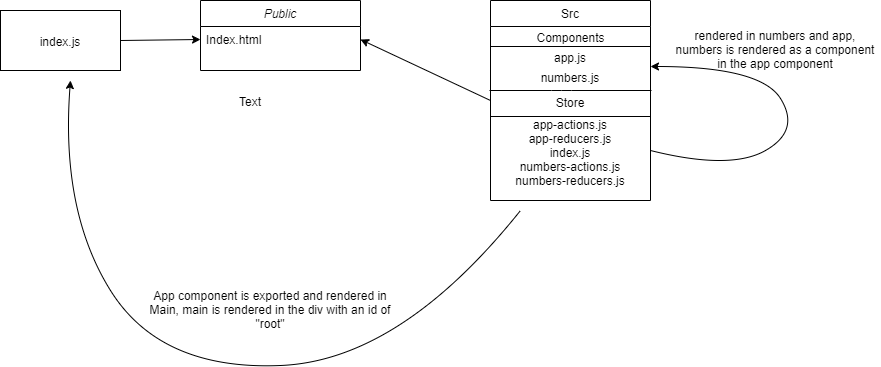 index.js
Public
Index.html
Text
Src
Components
app.js
numbers.js
Store
app-actions.js
app-reducers.js
index.js
numbers-actions.js
numbers-reducers.js
rendered in numbers and app,
numbers is rendered as a component
in the app component
App component is exported and rendered in
Main, main is rendered in the div with an id of
"root"